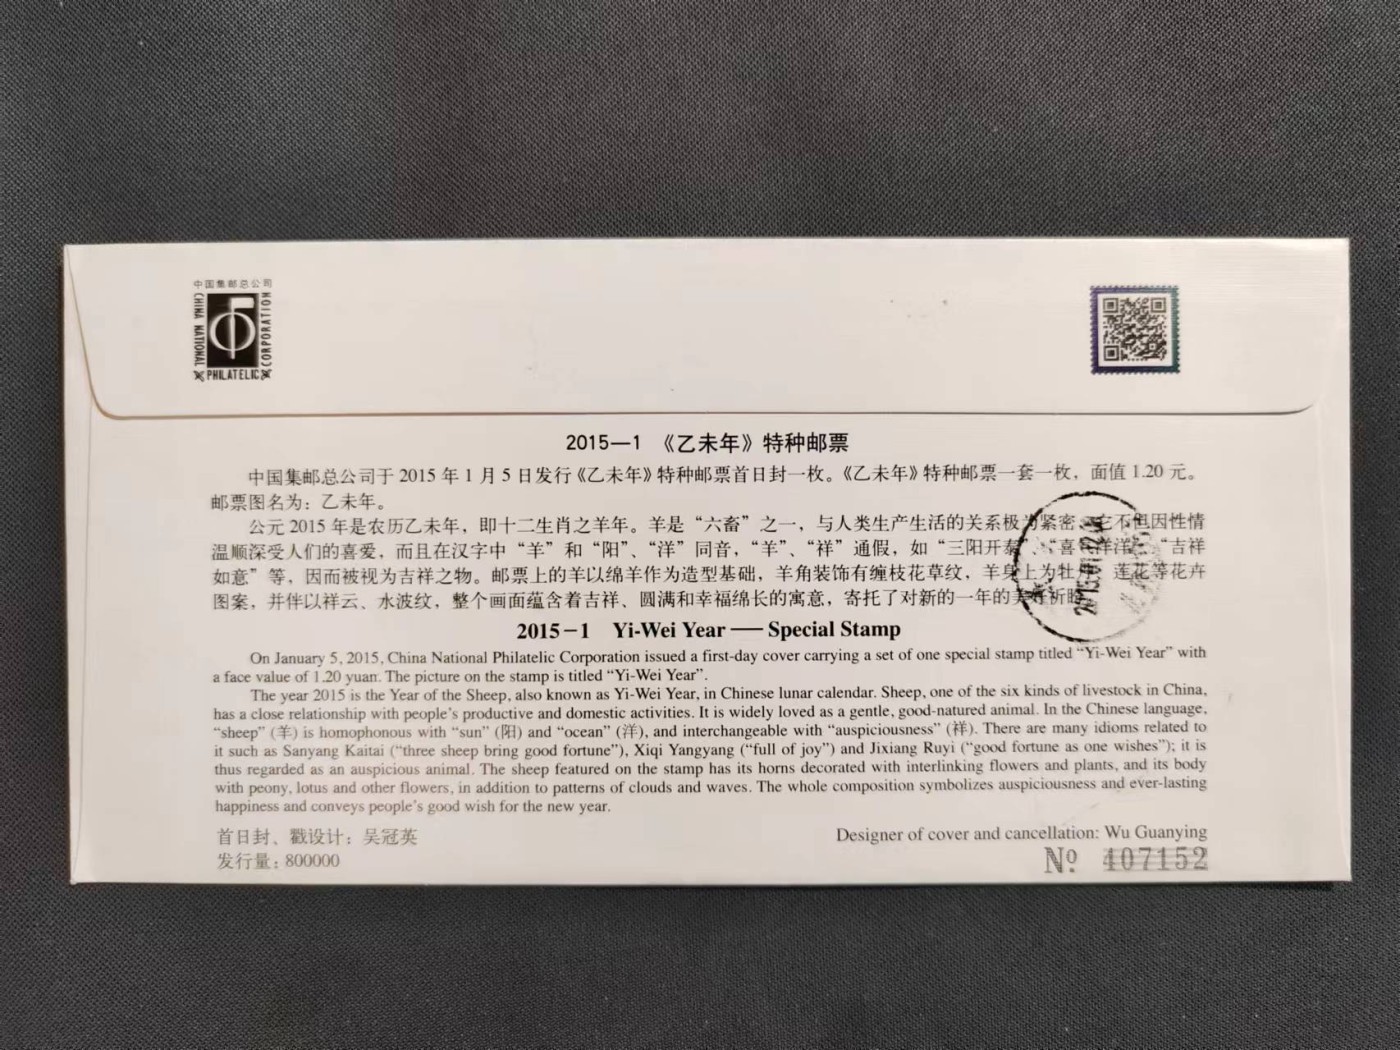 中国集邮总公司
CHINA NATIONAL
PHILATELIC
CORPORATION
2015—1 《乙未年》特种邮票
中国集邮总公司于 2015 年 1 月 5 日发行《乙未年》特种邮票首日封一枚。《乙未年》特种邮票一套一枚，面值 1.20 元。
邮票图名为：乙未年。
公元 2015 年是农历乙未年，即十二生肖之羊年。羊是“六畜”之一，与人类生产生活的关系极为紧密。它不但因性情
温顺深受人们的喜爱，而且在汉字中“羊”和“阳”、“洋”同音，“羊”、“祥”通假，如“三阳开泰”、“喜气洋洋”、“吉祥
如意”等，因而被视为吉祥之物。邮票上的羊以绵羊作为造型基础，羊角装饰有缠枝花草纹，羊身上为牡丹、莲花等花卉
图案，并伴以祥云、水波纹，整个画面蕴含着吉祥、圆满和幸福绵长的寓意，寄托了对新的一年的美好祈盼。
2015－1 Yi-Wei Year — Special Stamp
On January 5, 2015, China National Philatelic Corporation issued a first-day cover carrying a set of one special stamp titled “Yi-Wei Year” with
a face value of 1.20 yuan. The picture on the stamp is titled “Yi-Wei Year”.
The year 2015 is the Year of the Sheep, also known as Yi-Wei Year, in Chinese lunar calendar. Sheep, one of the six kinds of livestock in China,
has a close relationship with people’s productive and domestic activities. It is widely loved as a gentle, good-natured animal. In the Chinese language,
“sheep” (羊) is homophonous with “sun” (阳) and “ocean” (洋), and interchangeable with “auspiciousness” (祥). There are many idioms related to
it such as Sanyang Kaitai (“three sheep bring good fortune”), Xiqi Yangyang (“full of joy”) and Jixiang Ruyi (“good fortune as one wishes”); it is
thus regarded as an auspicious animal. The sheep featured on the stamp has its horns decorated with interlinking flowers and plants, and its body
with peony, lotus and other flowers, in addition to patterns of clouds and waves. The whole composition symbolizes auspiciousness and ever-lasting
happiness and conveys people’s good wish for the new year.
首日封、戳设计：吴冠英
Designer of cover and cancellation: Wu Guanying
发行量：800000
№ 407152